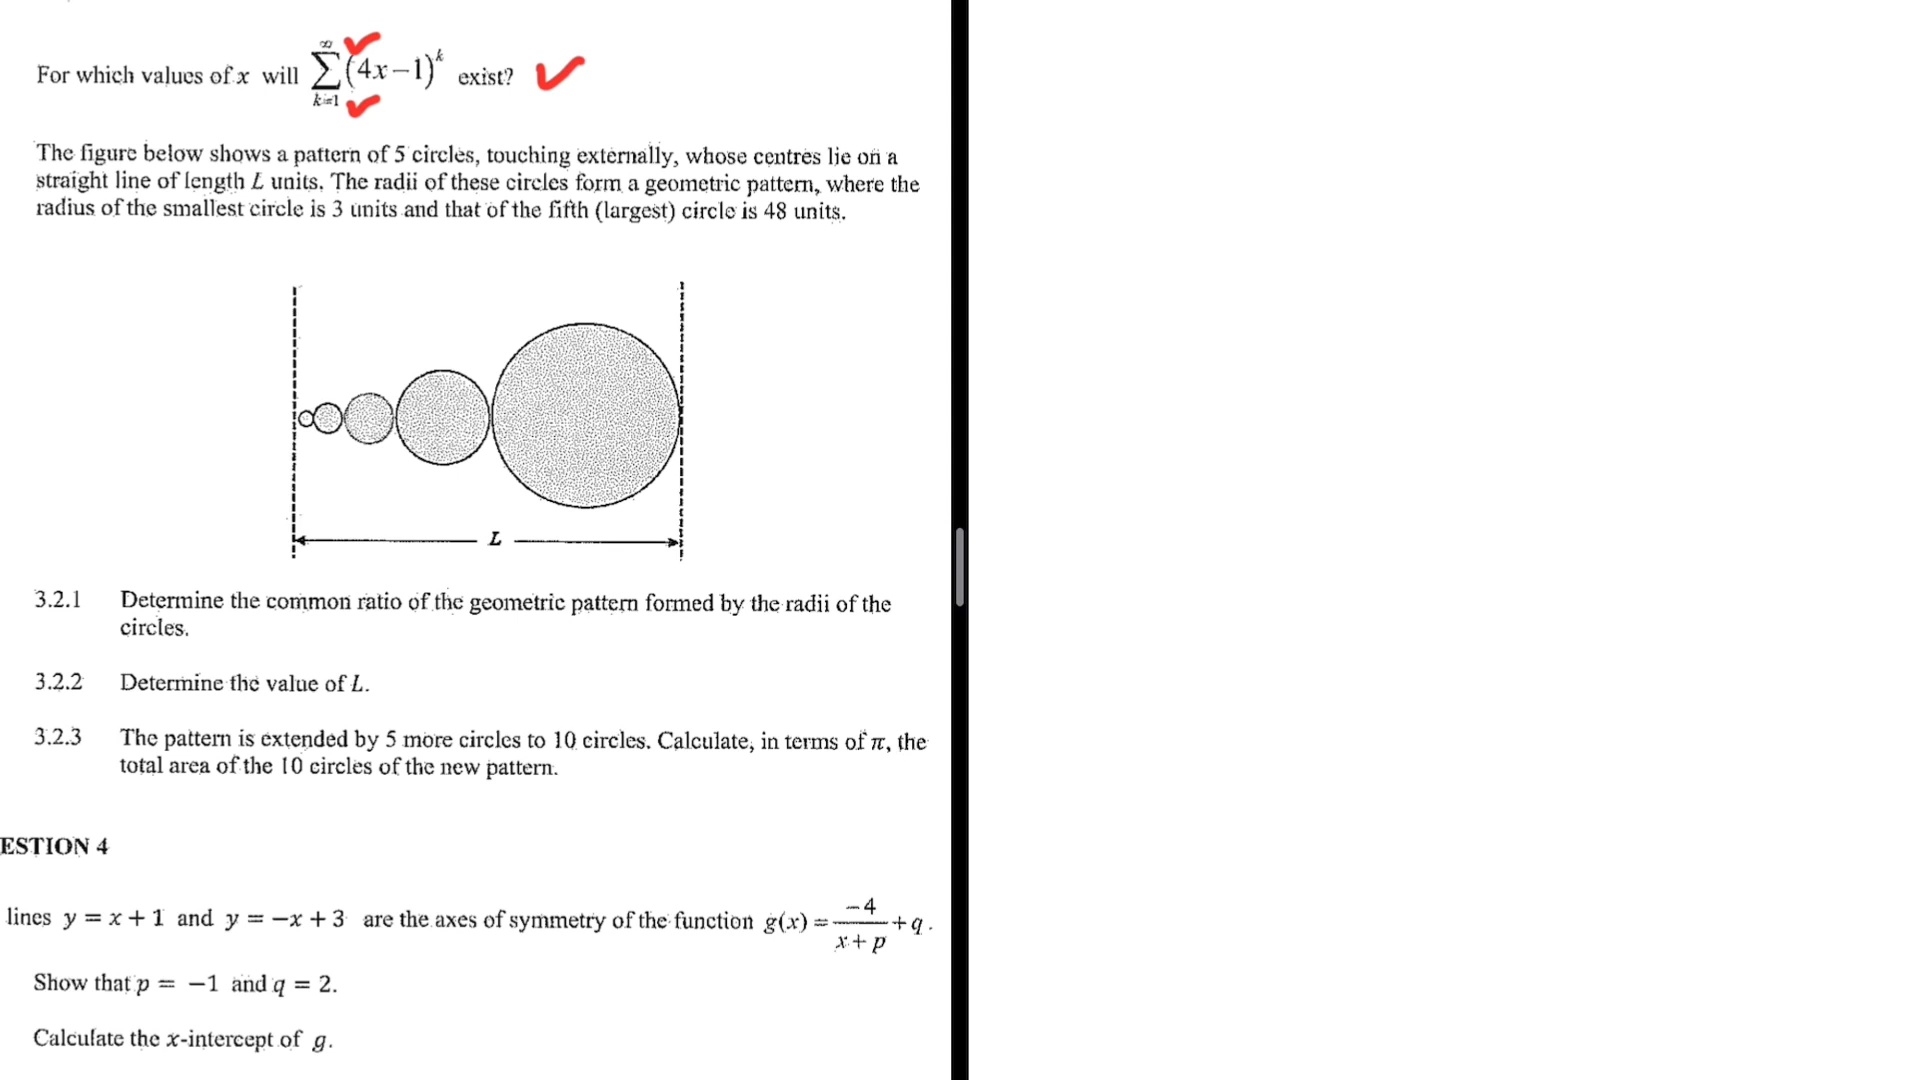 For which values of x will ∞ Σ k=1 (4x−1)^k exist?
The figure below shows a pattern of 5 circles, touching externally, whose centres lie on a
straight line of length L units. The radii of these circles form a geometric pattern, where the
radius of the smallest circle is 3 units and that of the fifth (largest) circle is 48 units.
L
3.2.1 Determine the common ratio of the geometric pattern formed by the radii of the
circles.
3.2.2 Determine the value of L.
3.2.3 The pattern is extended by 5 more circles to 10 circles. Calculate, in terms of π, the
total area of the 10 circles of the new pattern.
ESTION 4
lines y = x + 1 and y = −x + 3 are the axes of symmetry of the function g(x) = −4/(x + p) + q.
Show that p = −1 and q = 2.
Calculate the x-intercept of g.